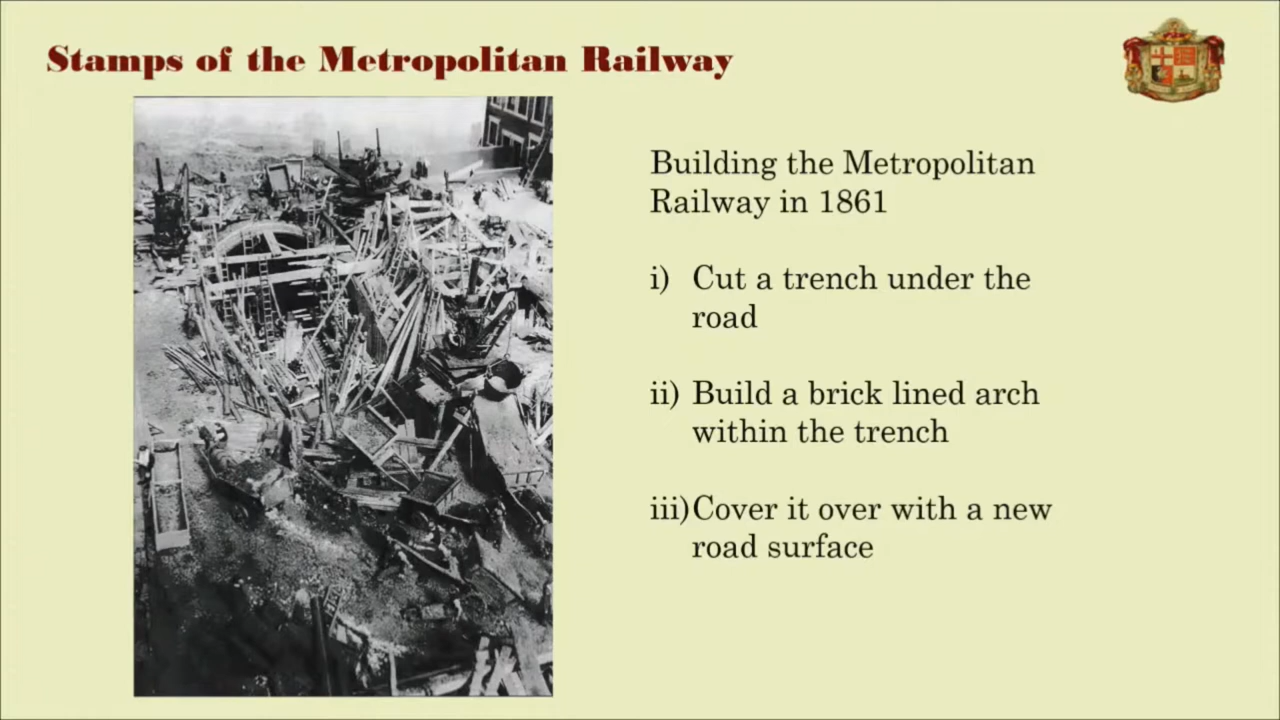 Stamps of the Metropolitan Railway
Building the Metropolitan
Railway in 1861
i) Cut a trench under the
road
ii) Build a brick lined arch
within the trench
iii) Cover it over with a new
road surface